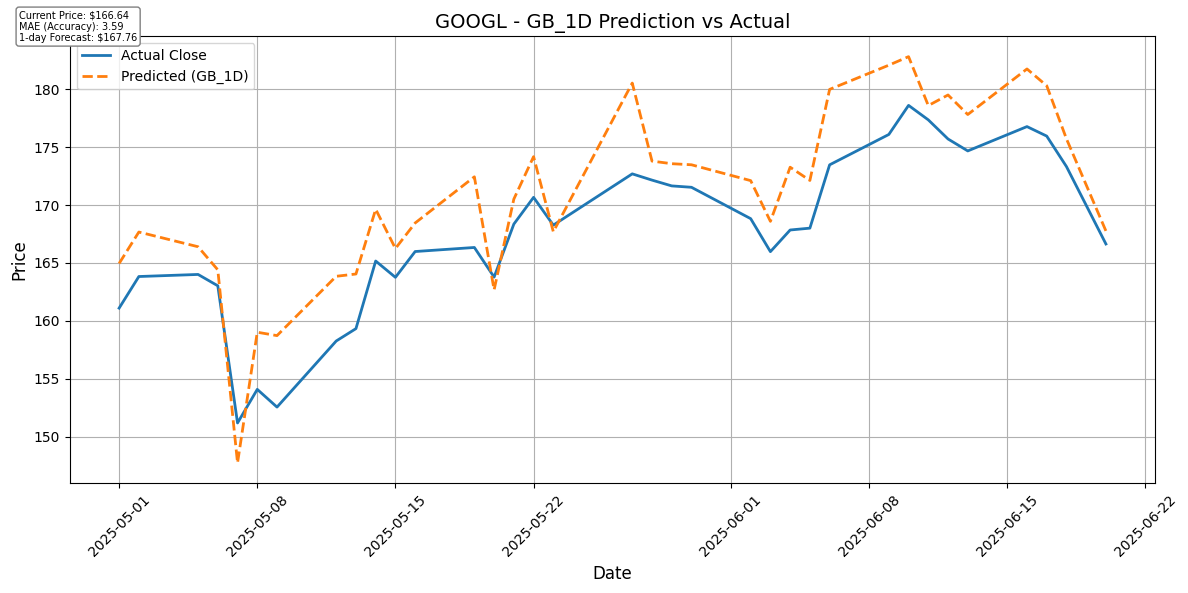 GOOGL - GB_1D Prediction vs Actual
Current Price: $166.64
MAE (Accuracy): 3.59
1-day Forecast: $167.76
Actual Close
Predicted (GB_1D)
Price
180
175
170
165
160
155
150
2025-05-01
2025-05-08
2025-05-15
2025-05-22
2025-06-01
2025-06-08
2025-06-15
2025-06-22
Date